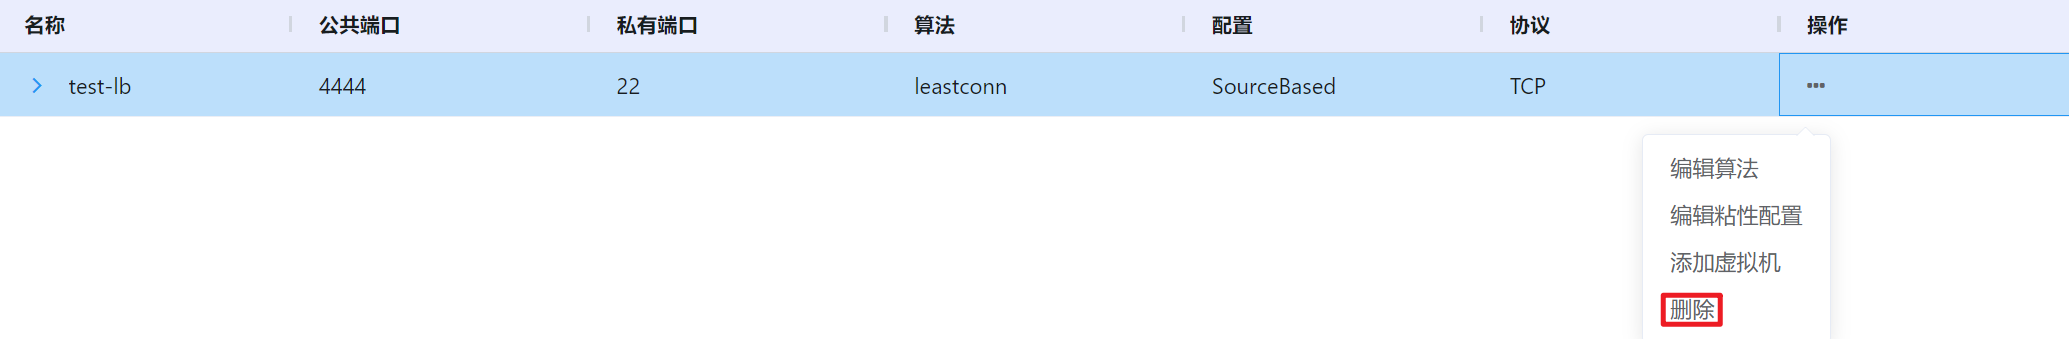 名称 公共端口 私有端口 算法 配置 协议 操作
test-lb 4444 22 leastconn SourceBased TCP ···
编辑算法
编辑粘性配置
添加虚拟机
删除